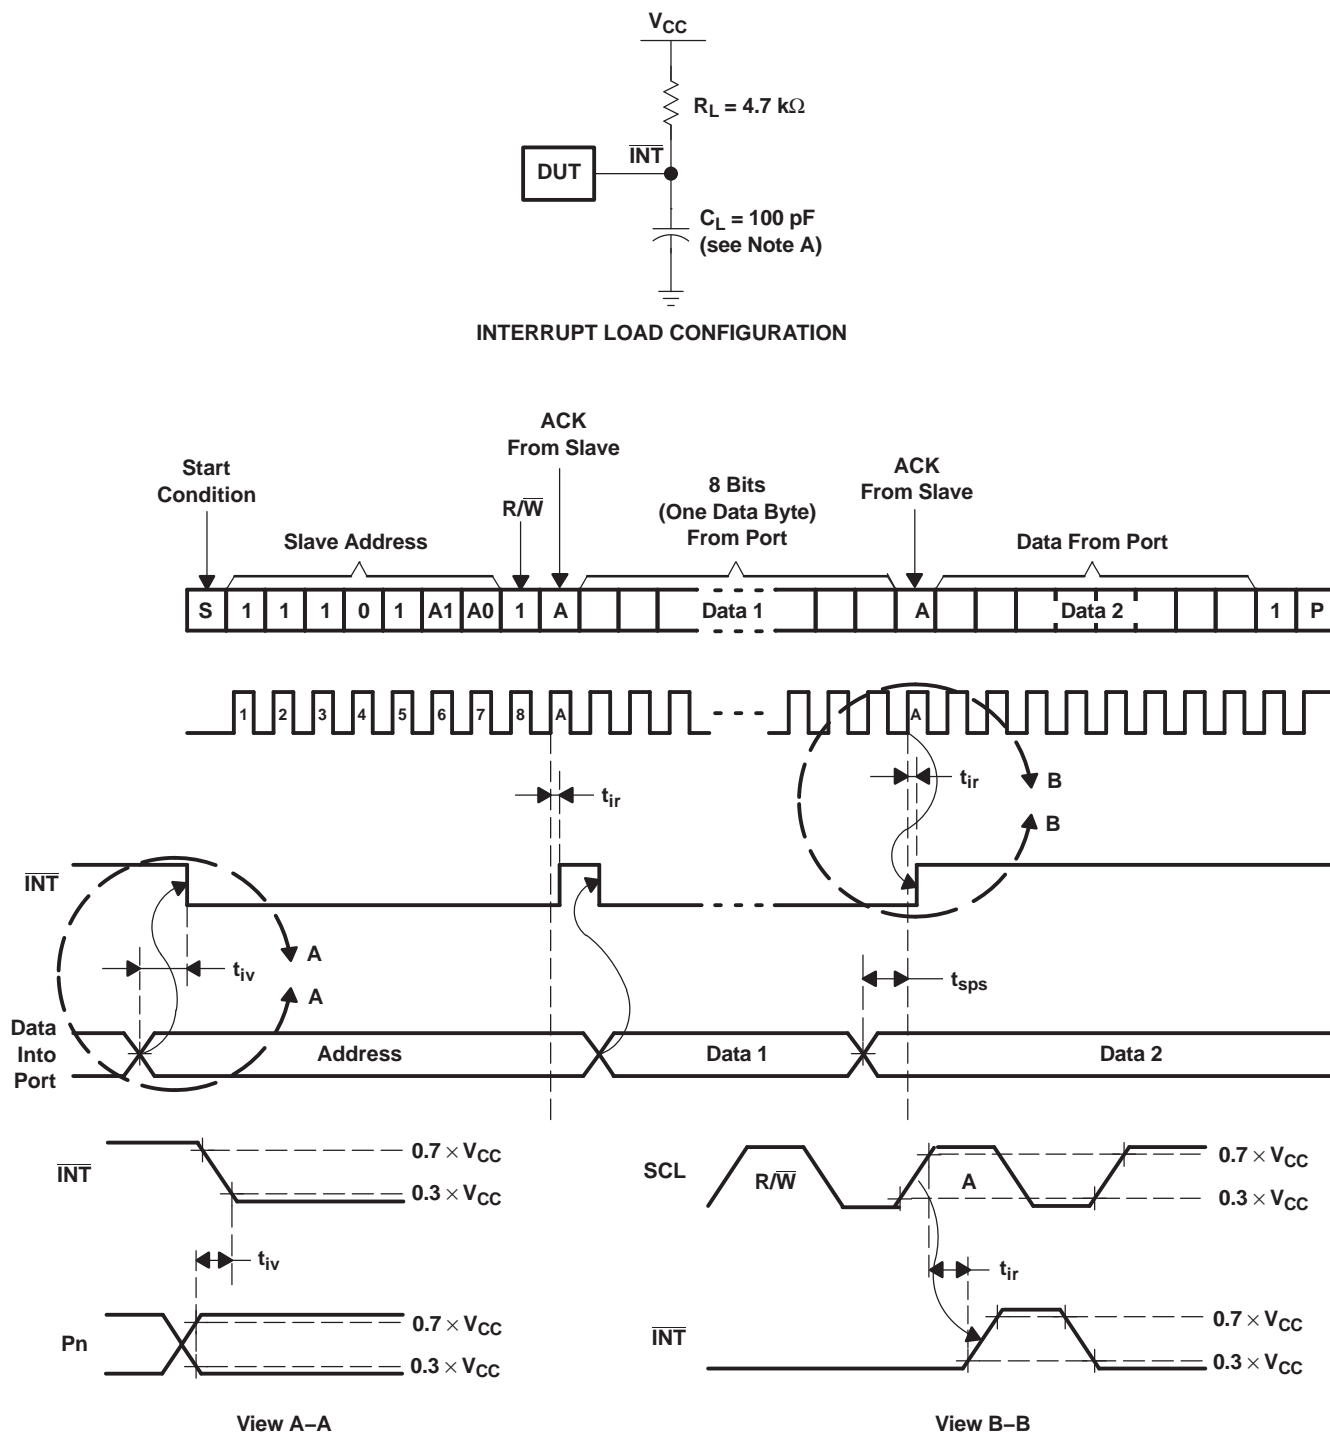 VCC
RL = 4.7 kΩ
INT
DUT
CL = 100 pF
(see Note A)
INTERRUPT LOAD CONFIGURATION
ACK
From Slave
Start
Condition
R/W
8 Bits
(One Data Byte)
From Port
ACK
From Slave
Slave Address
Data From Port
S 1 1 1 0 1 A1 A0 1 A Data 1 A Data 2 1 P
1 2 3 4 5 6 7 8 A A
tir
tir
B
B
INT
A
tiv
A
tsps
Data
Into
Port
Address
Data 1
Data 2
INT
0.7 × VCC
0.3 × VCC
tiv
Pn
0.7 × VCC
0.3 × VCC
View A–A
SCL
R/W
A
0.7 × VCC
0.3 × VCC
tir
INT
0.7 × VCC
0.3 × VCC
View B–B